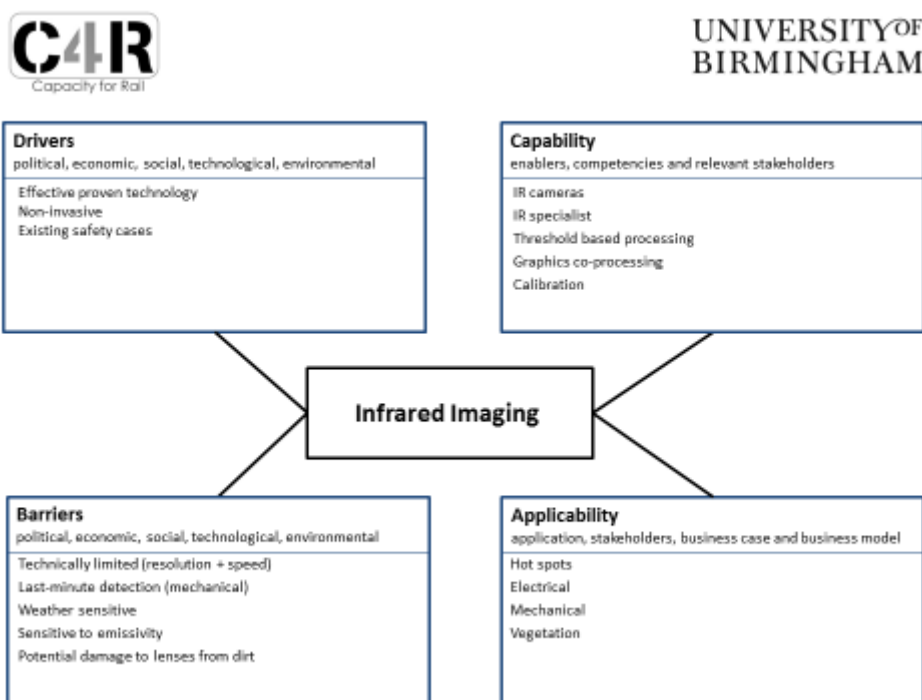 C4R
Capacity for Rail
UNIVERSITY OF
BIRMINGHAM
Drivers
political, economic, social, technological, environmental
Effective proven technology
Non-invasive
Existing safety cases
Capability
enablers, competencies and relevant stakeholders
IR cameras
IR specialist
Threshold based processing
Graphics co-processing
Calibration
Infrared Imaging
Barriers
political, economic, social, technological, environmental
Technically limited (resolution + speed)
Last-minute detection (mechanical)
Weather sensitive
Sensitive to emissivity
Potential damage to lenses from dirt
Applicability
application, stakeholders, business case and business model
Hot spots
Electrical
Mechanical
Vegetation